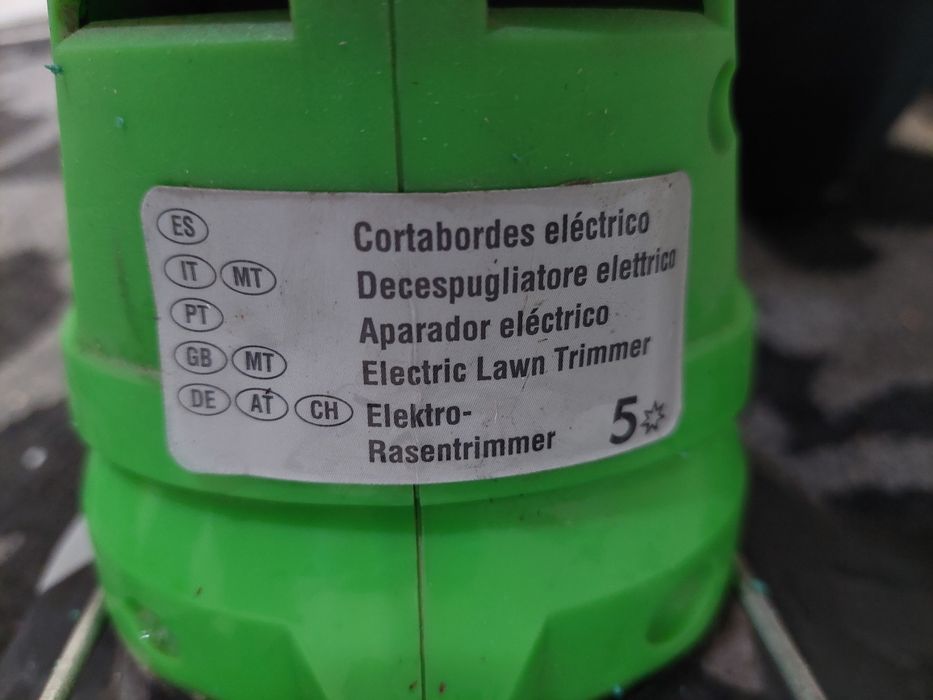 ES Cortabordes eléctrico
IT MT Decespugliatore elettrico
PT Aparador eléctrico
GB MT Electric Lawn Trimmer
DE AT CH Elektro-
Rasentrimmer 5